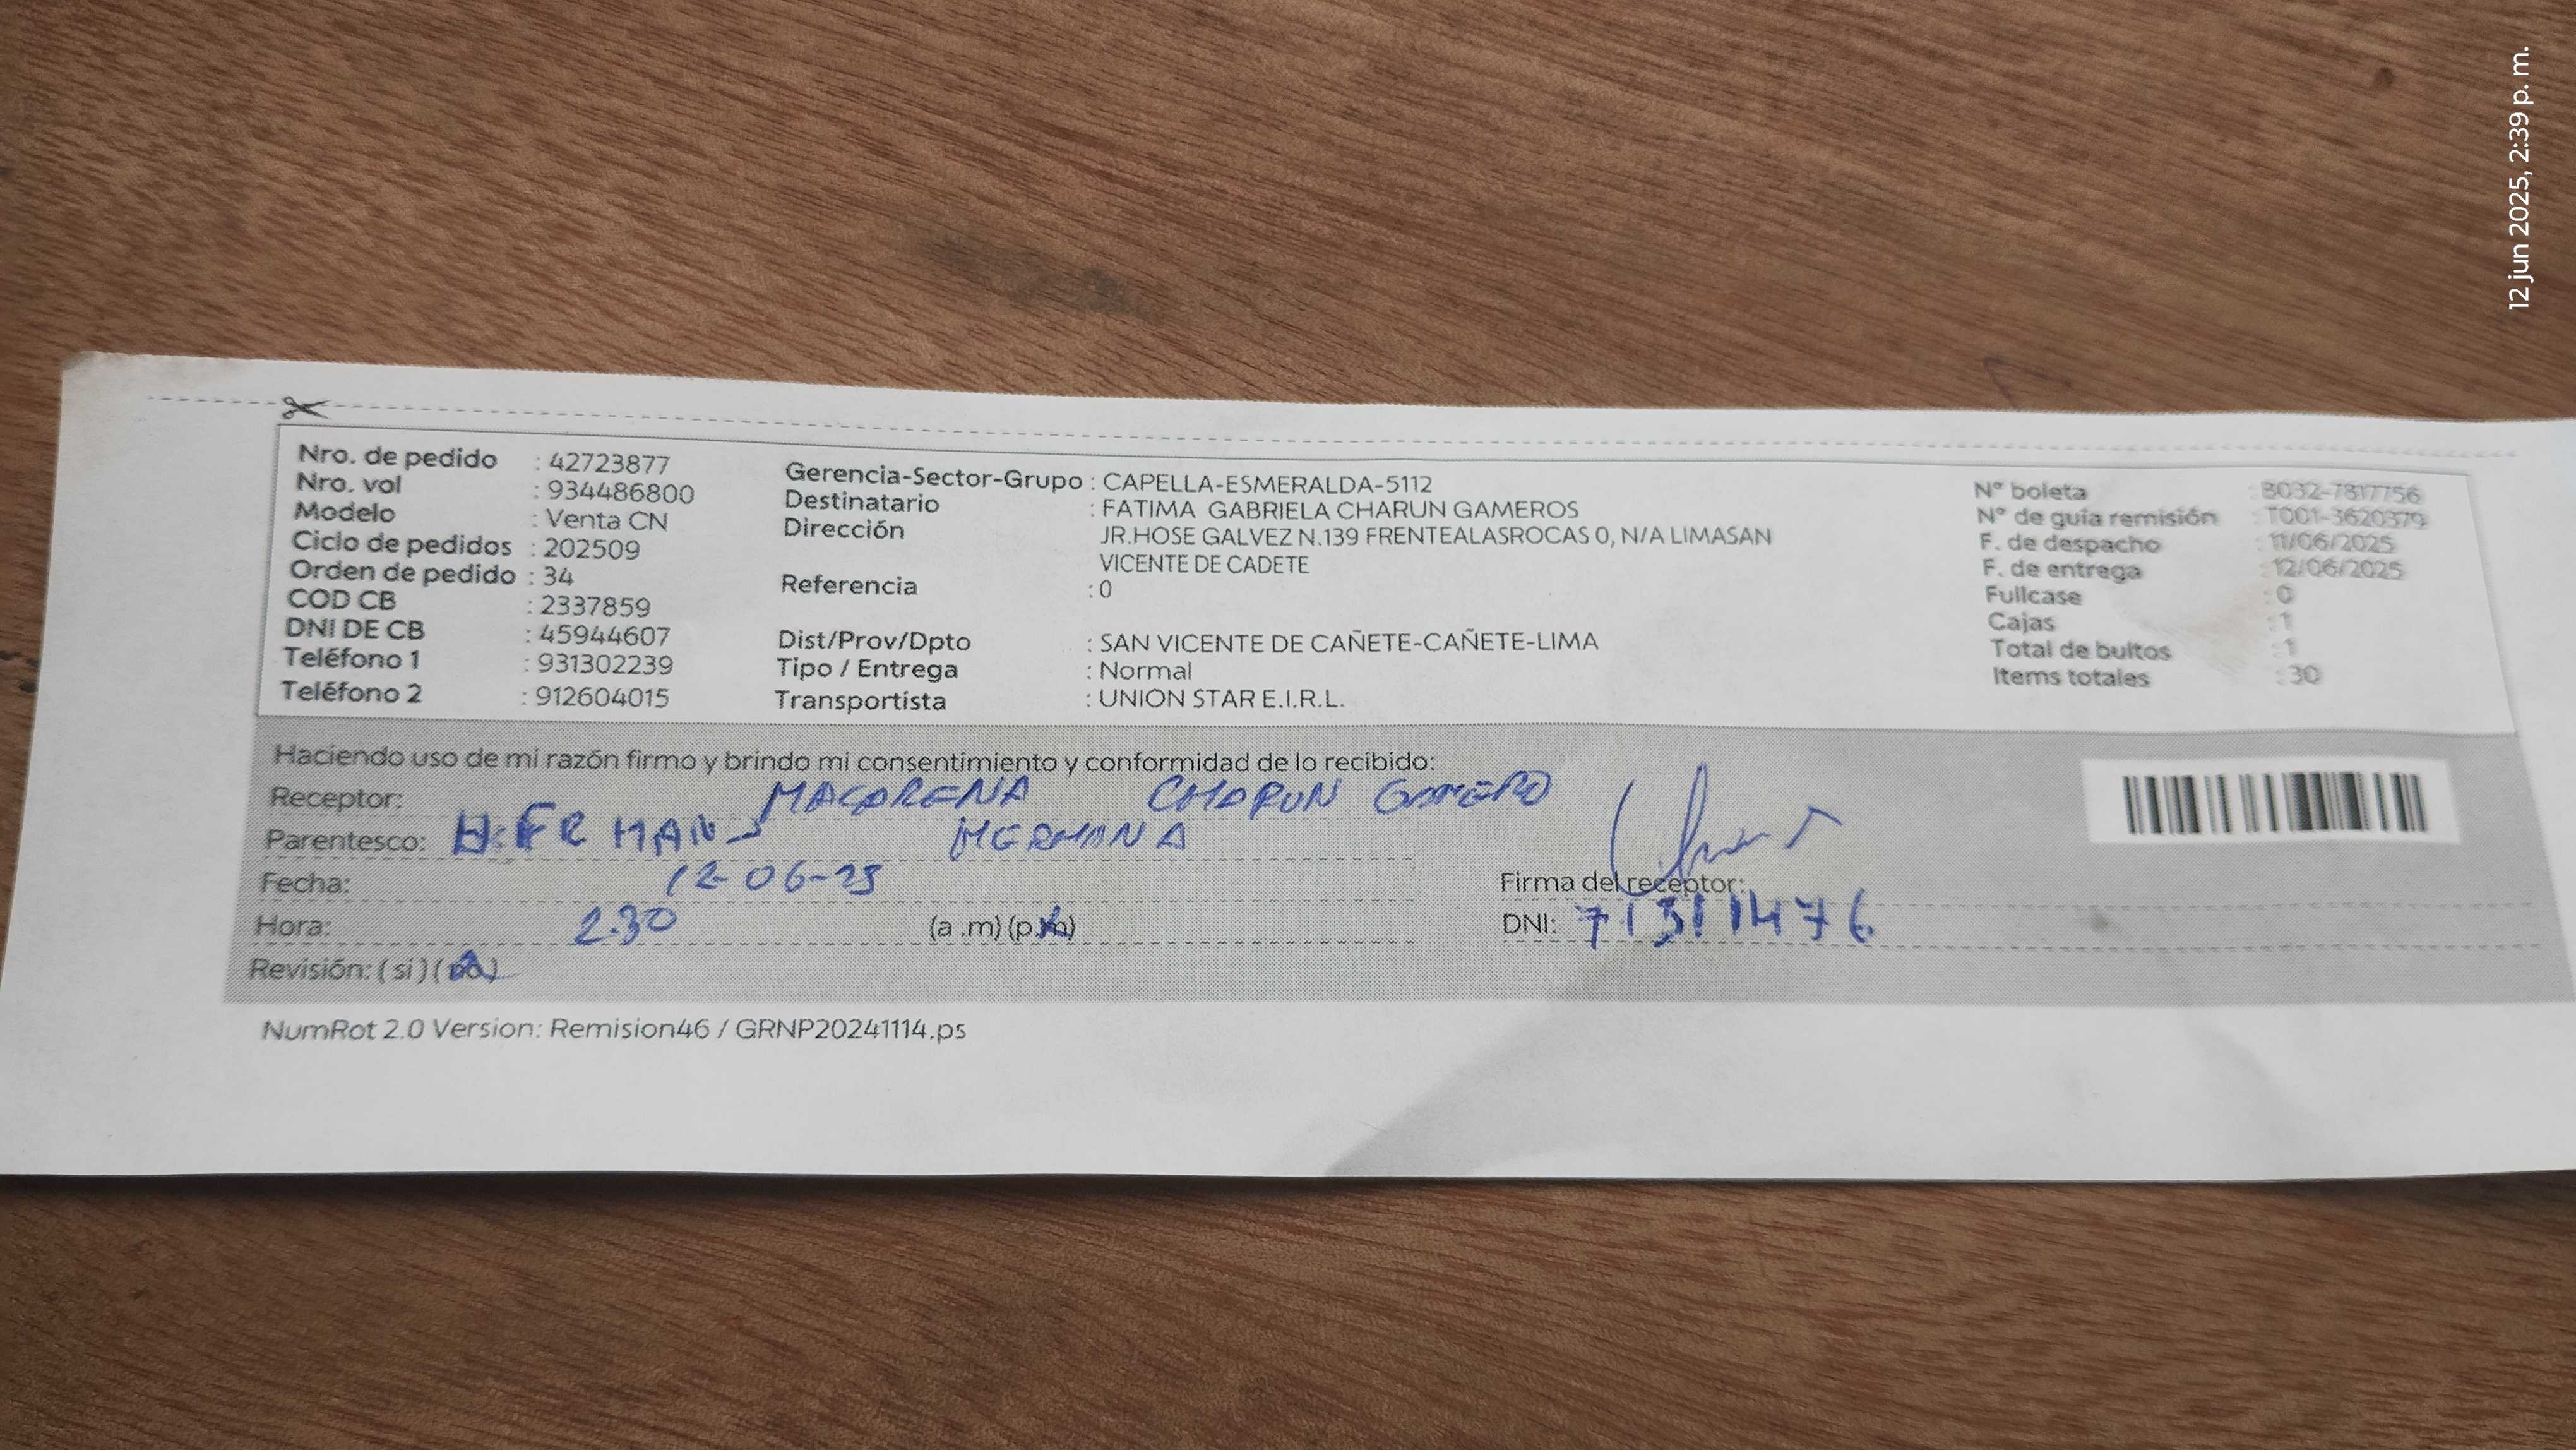 12 jun 2025, 2:39 p. m.
Nro. de pedido : 42723877
Nro. vol : 934486800
Modelo : Venta CN
Ciclo de pedidos : 202509
Orden de pedido : 34
COD CB : 2337859
DNI DE CB : 45944607
Teléfono 1 : 931302239
Teléfono 2 : 912604015
Gerencia-Sector-Grupo : CAPELLA-ESMERALDA-5112
Destinatario : FATIMA GABRIELA CHARUN GAMEROS
Dirección JR.HOSE GALVEZ N.139 FRENTEALASROCAS 0, N/A LIMASAN
VICENTE DE CADETE
Referencia : 0
Dist/Prov/Dpto : SAN VICENTE DE CAÑETE-CAÑETE-LIMA
Tipo / Entrega : Normal
Transportista : UNION STAR E.I.R.L.
N° boleta : B032-7817756
N° de guía remisión : T001-3620379
F. de despacho : 11/06/2025
F. de entrega : 12/06/2025
Fullcase : 0
Cajas : 1
Total de bultos : 1
Items totales : 30
Haciendo uso de mi razón firmo y brindo mi consentimiento y conformidad de lo recibido:
Receptor: MACARENA CHARUN GAMERO
Parentesco: HERMAN HERMANA
Fecha: 12-06-25
Hora: 2.30 (a .m) (p.m)
Revisión: ( si ) ( no )
Firma del receptor:
DNI: 71311476
NumRot 2.0 Version: Remision46 / GRNP20241114.ps